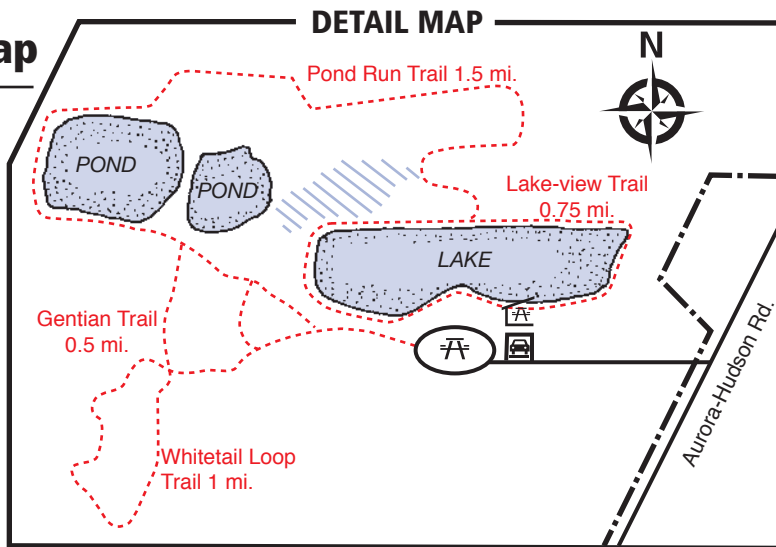 ap
DETAIL MAP
N
Pond Run Trail 1.5 mi.
POND
POND
Lake-view Trail
0.75 mi.
LAKE
Gentian Trail
0.5 mi.
Aurora-Hudson Rd.
Whitetail Loop
Trail 1 mi.